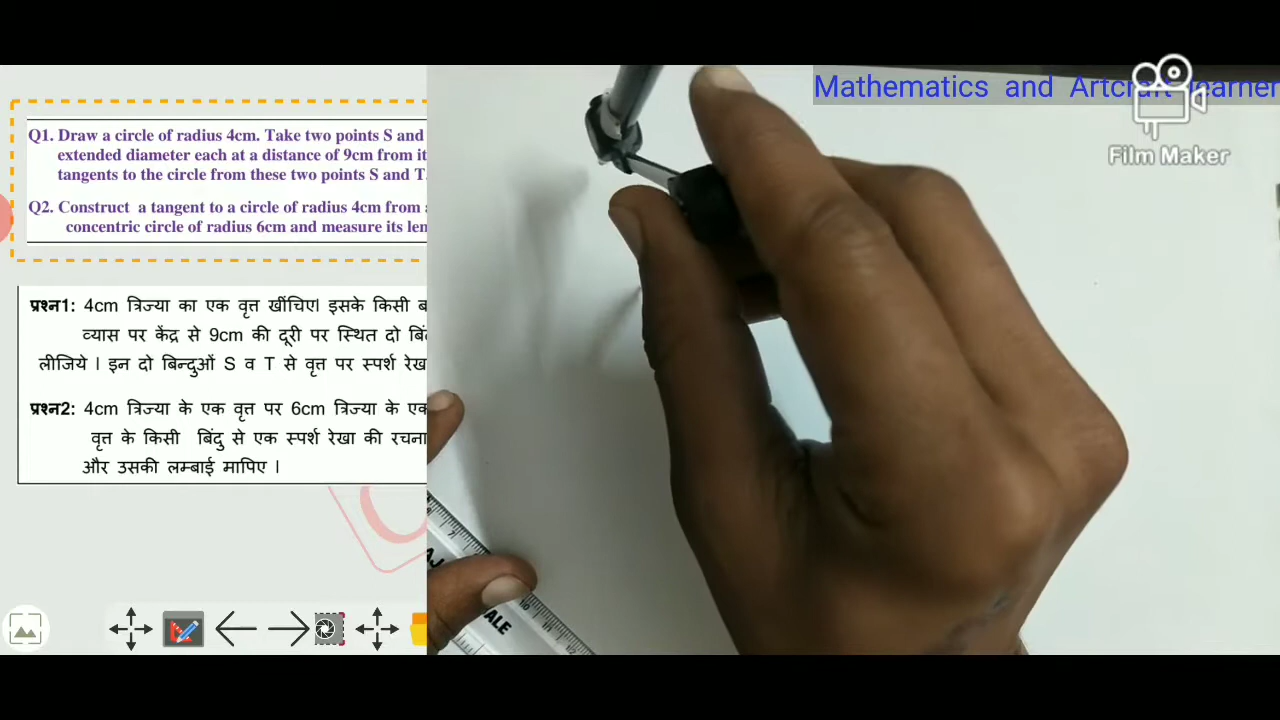 Mathematics and Artcraft learner
Film Maker
Q1. Draw a circle of radius 4cm. Take two points S and
extended diameter each at a distance of 9cm from it
tangents to the circle from these two points S and T.
Q2. Construct a tangent to a circle of radius 4cm from
concentric circle of radius 6cm and measure its len
प्रश्न1: 4cm त्रिज्या का एक वृत्त खींचिए। इसके किसी
व्यास पर केंद्र से 9cm की दूरी पर स्थित दो
लीजिये । इन दो बिन्दुओं S व T से वृत्त पर स्पर्श रेखा
प्रश्न2: 4cm त्रिज्या के एक वृत्त पर 6cm त्रिज्या के एक
वृत्त के किसी बिंदु से एक स्पर्श रेखा की रचना
और उसकी लम्बाई मापिए ।